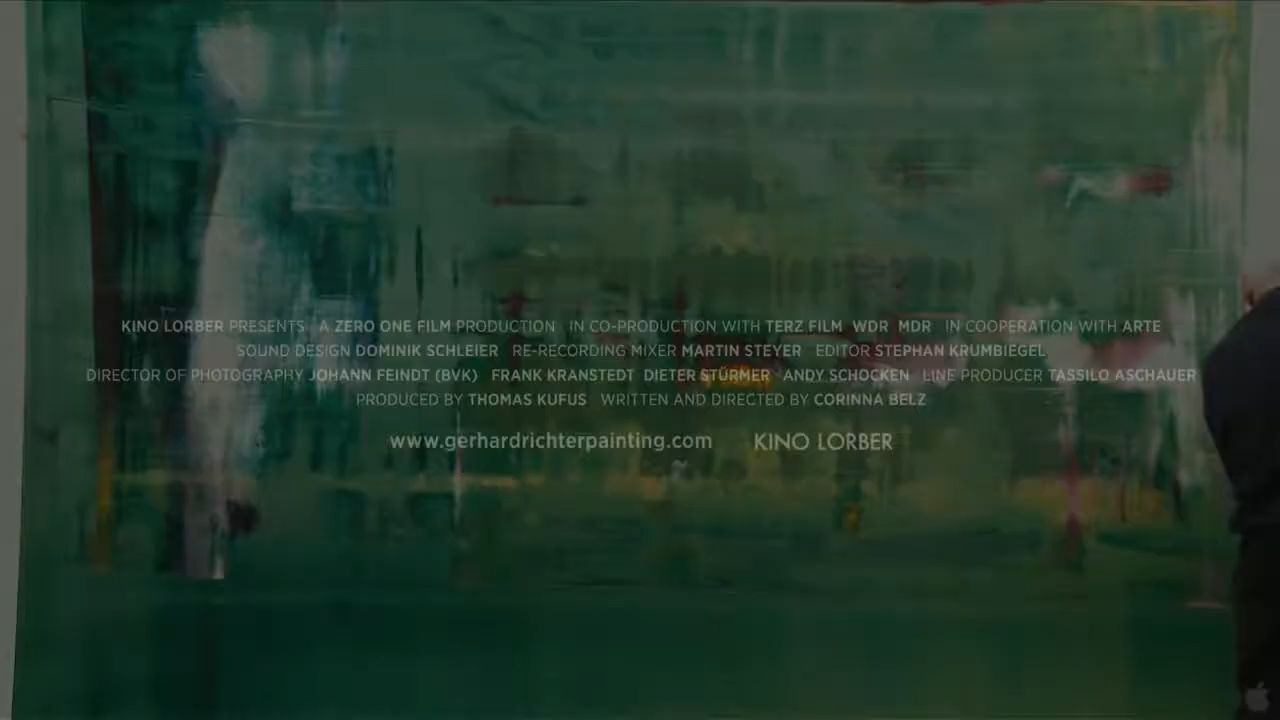 KINO LORBER PRESENTS A ZERO ONE FILM PRODUCTION IN CO-PRODUCTION WITH TERZ FILM WDR MDR IN COOPERATION WITH ARTE
SOUND DESIGN DOMINIK SCHLEIER RE-RECORDING MIXER MARTIN STEYER EDITOR STEPHAN KRUMBIEGEL
DIRECTOR OF PHOTOGRAPHY JOHANN FEINDT (BVK) FRANK KRANSTEDT DIETER STÜRMER ANDY SCHOCKEN LINE PRODUCER TASSILO ASCHAUER
PRODUCED BY THOMAS KUFUS WRITTEN AND DIRECTED BY CORINNA BELZ
www.gerhardrichterpainting.com KINO LORBER